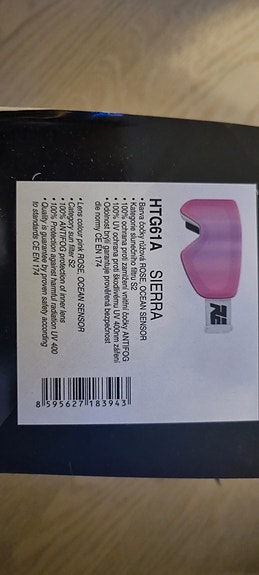 HTG61A SIERRA
• Barva čočky růžová ROSE, OCEAN SENSOR
• Kategorie slunečního filtru S2
• 100% ochrana proti zamlžení vnitřní čočky ANTIFOG
• 100% UV ochrana proti škodlivému UV 400nm záření
• Odolnost brýlí garantuje prověřená bezpečnost
dle normy CE EN 174
• Lens colour pink ROSE, OCEAN SENSOR
• Category sun filter S2
• 100% ANTIFOG protection of inner lens
• 100% Protection against harmful radiation UV 400
• Quality is guarantee by proven safety according
to standards CE EN 174
8 595627 183943